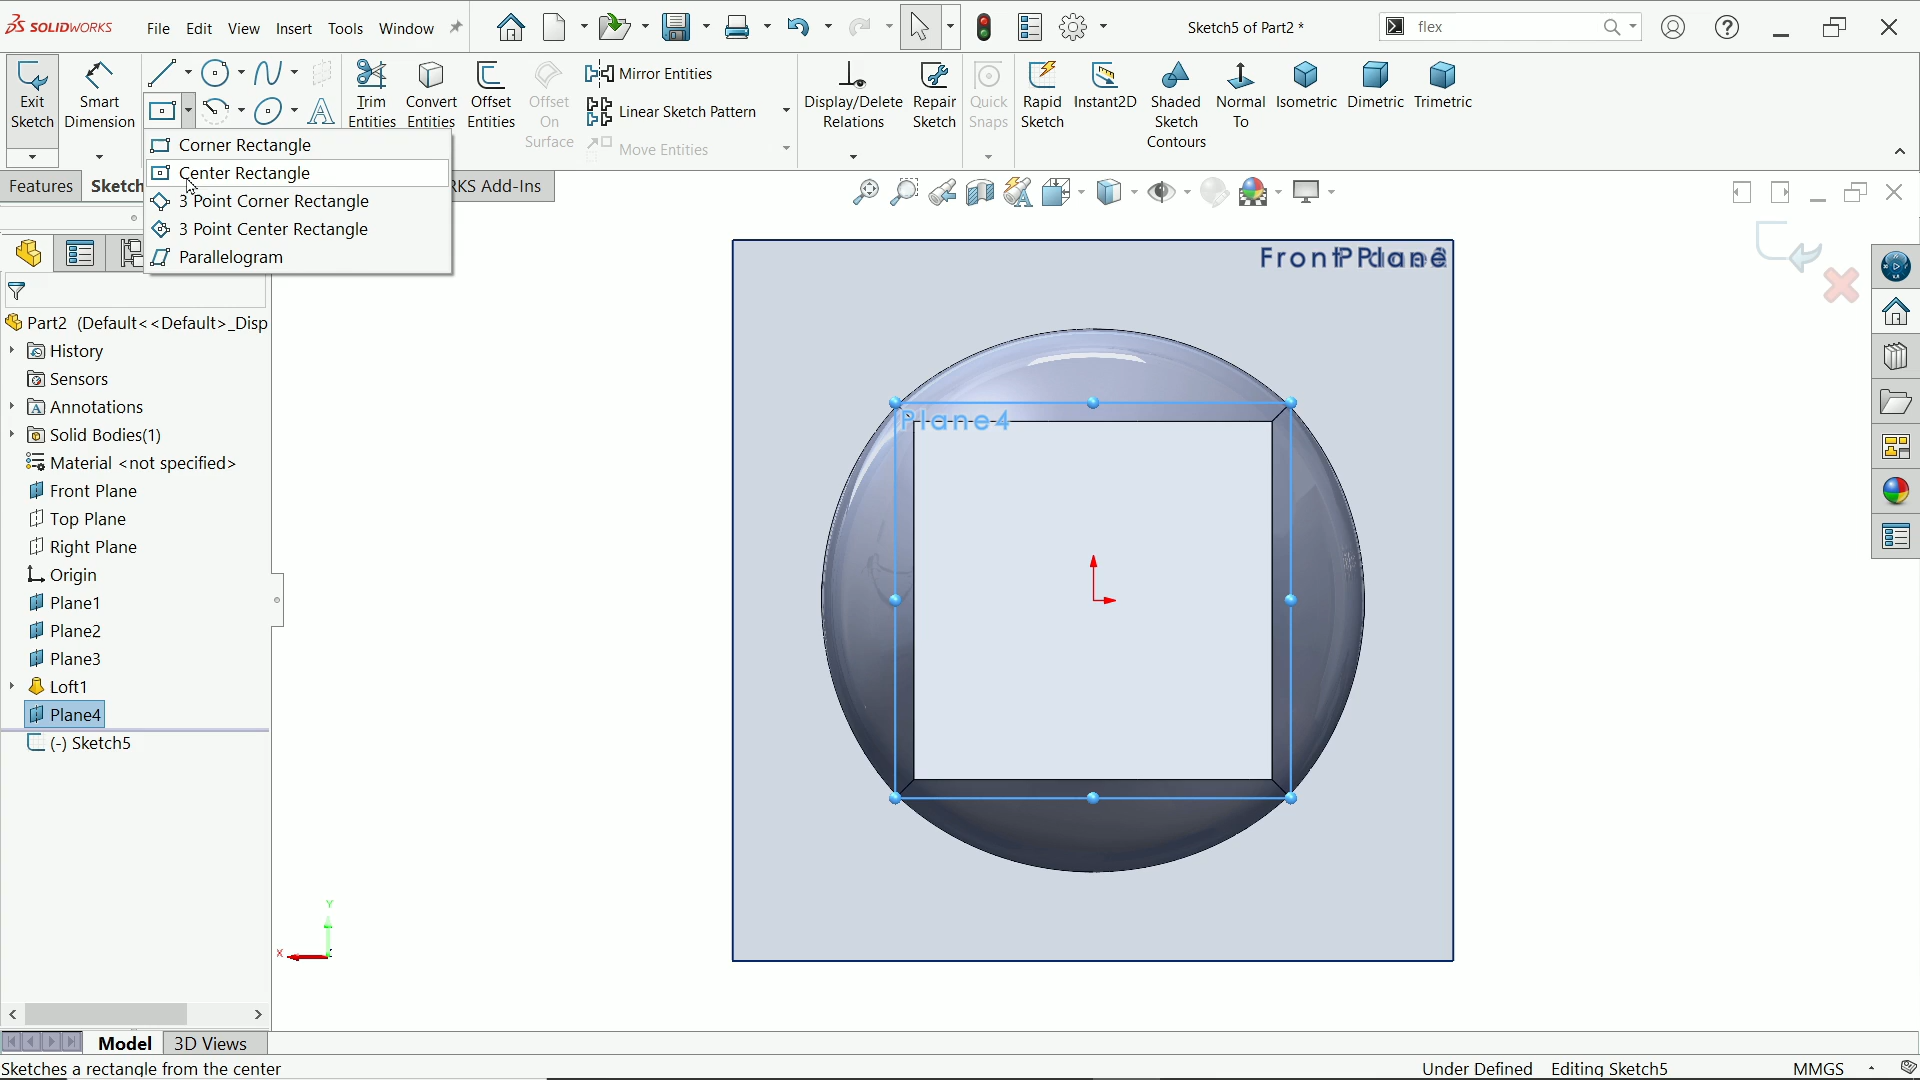 SOLIDWORKS
File Edit View Insert Tools Window
Sketch5 of Part2 *
flex
Exit Sketch
Smart Dimension
Trim Entities
Convert Entities
Offset Entities
Offset On Surface
Mirror Entities
Linear Sketch Pattern
Move Entities
Display/Delete Relations
Repair Sketch
Quick Snaps
Rapid Sketch
Instant2D
Shaded Sketch Contours
Normal To
Isometric
Dimetric
Trimetric
Corner Rectangle
Center Rectangle
3 Point Corner Rectangle
3 Point Center Rectangle
Parallelogram
Features Sketch RKS Add-Ins
Part2 (Default<<Default>_Disp
History
Sensors
Annotations
Solid Bodies(1)
Material <not specified>
Front Plane
Top Plane
Right Plane
Origin
Plane1
Plane2
Plane3
Loft1
Plane4
(-) Sketch5
Front
Plane4
Y
X
Model 3D Views
Sketches a rectangle from the center
Under Defined Editing Sketch5 MMGS